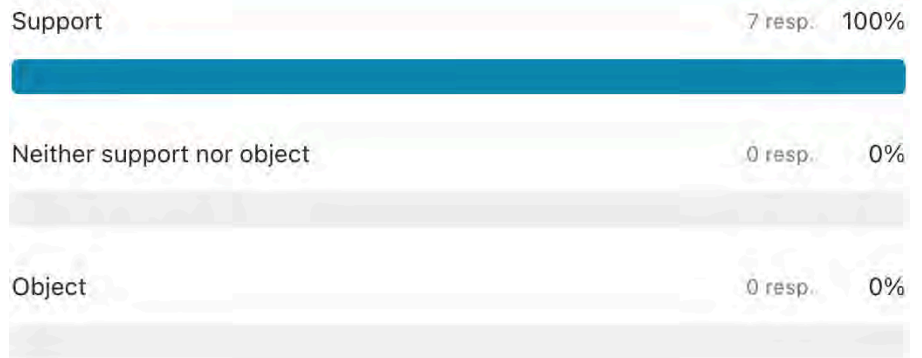 Support 7 resp. 100%
Neither support nor object 0 resp. 0%
Object 0 resp. 0%